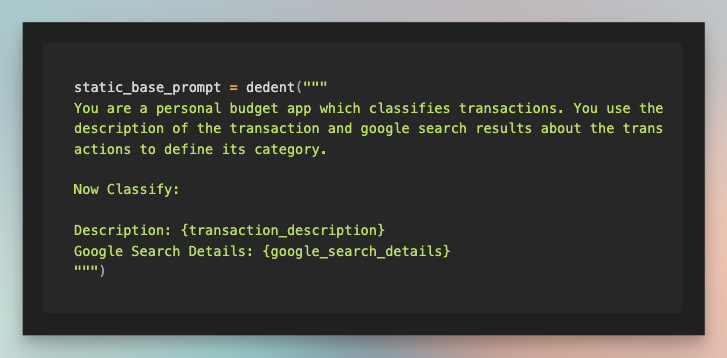 static_base_prompt = dedent("""
You are a personal budget app which classifies transactions. You use the
description of the transaction and google search results about the trans
actions to define its category.
Now Classify:
Description: {transaction_description}
Google Search Details: {google_search_details}
""")